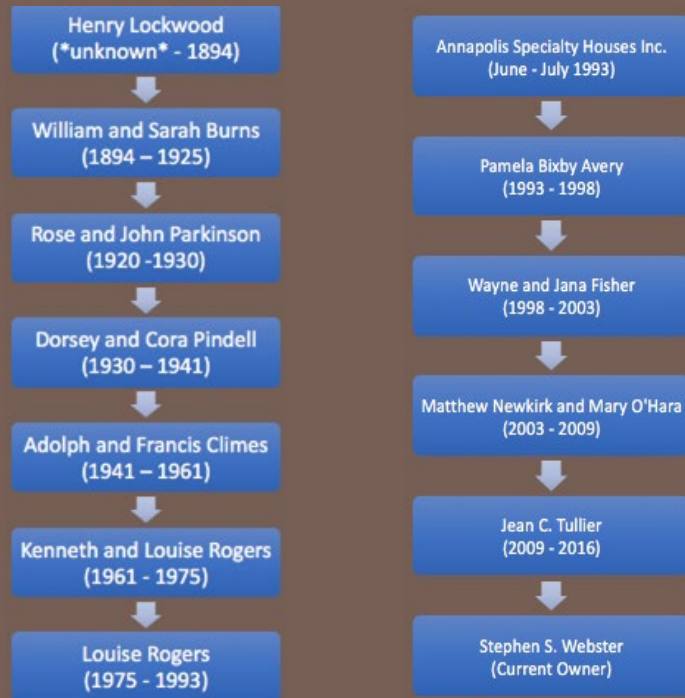 Henry Lockwood
(*unknown* - 1894)
William and Sarah Burns
(1894 – 1925)
Rose and John Parkinson
(1920 -1930)
Dorsey and Cora Pindell
(1930 – 1941)
Adolph and Francis Climes
(1941 – 1961)
Kenneth and Louise Rogers
(1961 - 1975)
Louise Rogers
(1975 - 1993)
Annapolis Specialty Houses Inc.
(June - July 1993)
Pamela Bixby Avery
(1993 - 1998)
Wayne and Jana Fisher
(1998 - 2003)
Matthew Newkirk and Mary O'Hara
(2003 - 2009)
Jean C. Tullier
(2009 - 2016)
Stephen S. Webster
(Current Owner)